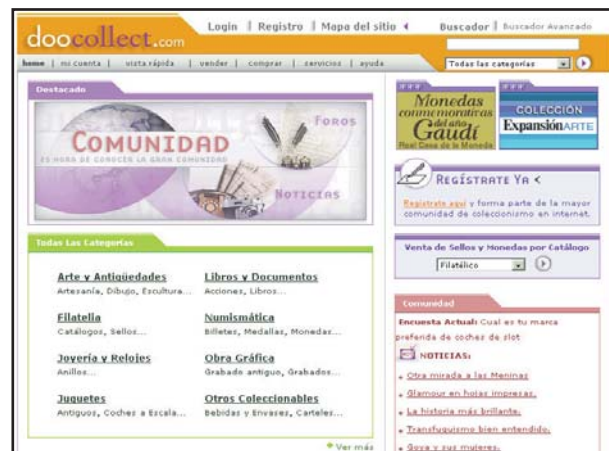 doocollect.com
Login | Registro | Mapa del sitio
Buscador | Buscador Avanzado
home | mi cuenta | vista rápida | vender | comprar | servicios | ayuda
Todas las categorías
Destacado
COMUNIDAD
ES HORA DE CONOCER LA GRAN COMUNIDAD
FOROS
NOTICIAS
Monedas
conmemorativas
del año
Gaudí
Real Casa de la Moneda
COLECCIÓN
ExpansiónARTE
REGÍSTRATE YA <
Regístrate aquí y forma parte de la mayor
comunidad de coleccionismo en internet.
Venta de Sellos y Monedas por Catálogo
Filatélico
Todas Las Categorías
Arte y Antigüedades
Artesanía, Dibujo, Escultura...
Libros y Documentos
Acciones, Libros...
Filatelia
Catálogos, Sellos...
Numismática
Billetes, Medallas, Monedas...
Joyería y Relojes
Anillos...
Obra Gráfica
Grabado antiguo, Grabados...
Juguetes
Antiguos, Coches a Escala...
Otros Coleccionables
Bebidas y Envases, Carteles...
Ver más
Comunidad
Encuesta Actual: Cual es tu marca
preferida de coches de slot
NOTICIAS:
Otra mirada a las Meninas
Glamour en hojas impresas.
La historia más brillante.
Transfuguismo bien entendido.
Goya y sus mujeres.